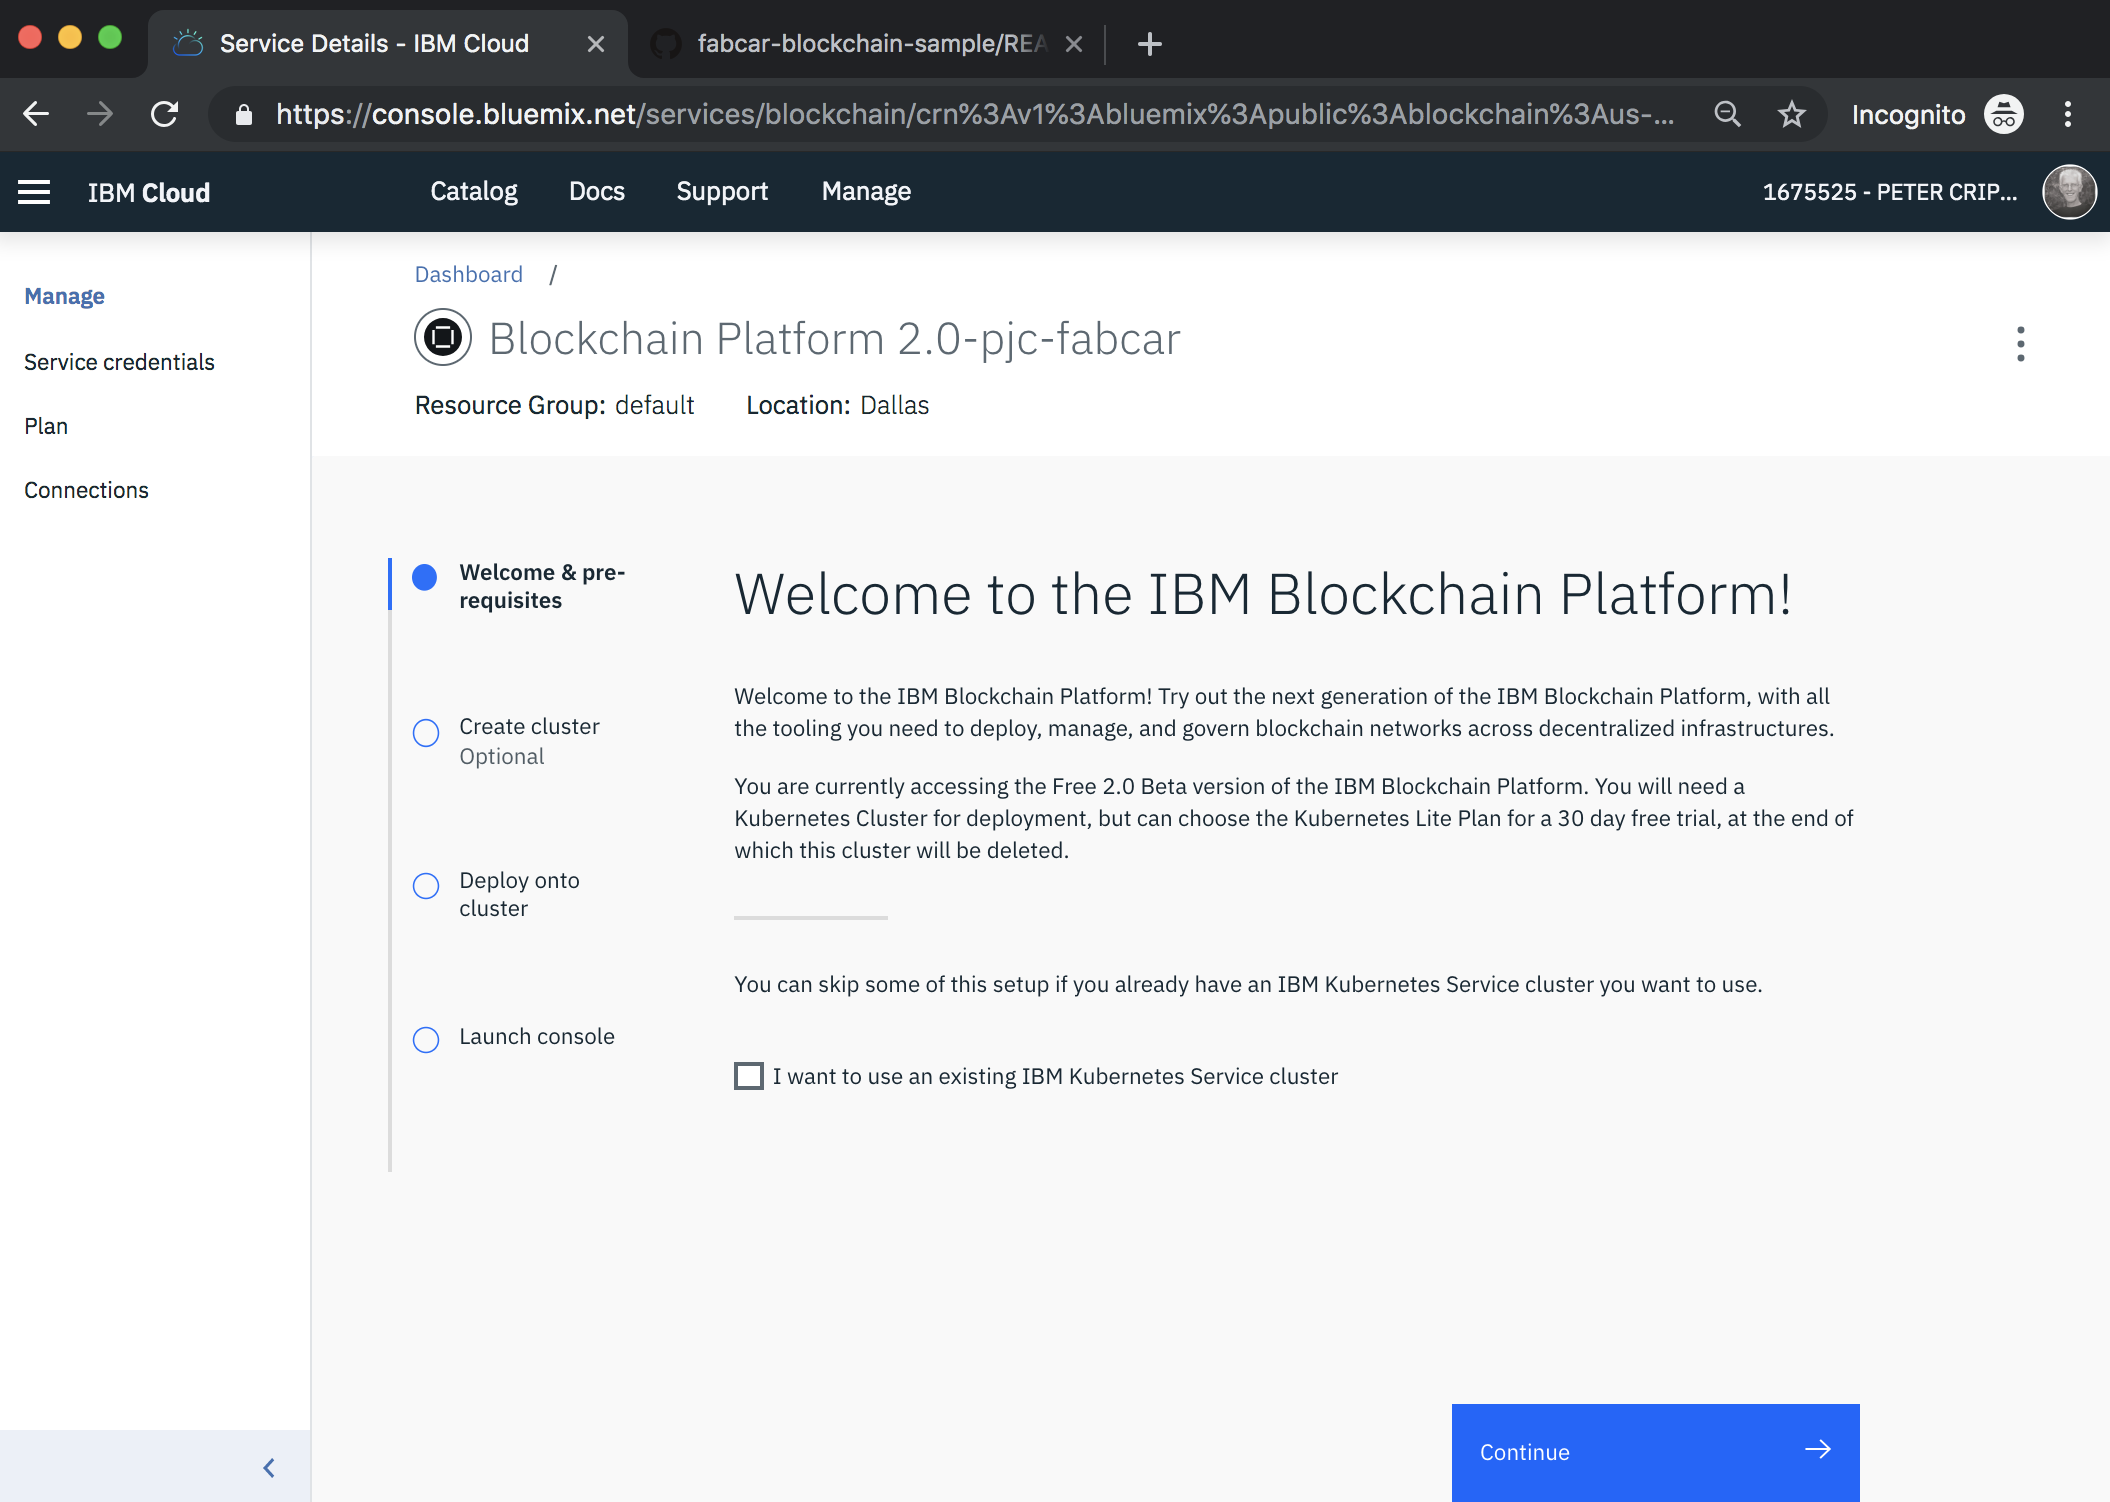 Service Details - IBM Cloud
fabcar-blockchain-sample/REA
https://console.bluemix.net/services/blockchain/crn%3Av1%3Abluemix%3Apublic%3Ablockchain%3Aus-...
Incognito
IBM Cloud
Catalog
Docs
Support
Manage
1675525 - PETER CRIP...
Manage
Service credentials
Plan
Connections
Dashboard /
Blockchain Platform 2.0-pjc-fabcar
Resource Group: default
Location: Dallas
Welcome & pre-
requisites
Create cluster
Optional
Deploy onto
cluster
Launch console
Welcome to the IBM Blockchain Platform!
Welcome to the IBM Blockchain Platform! Try out the next generation of the IBM Blockchain Platform, with all
the tooling you need to deploy, manage, and govern blockchain networks across decentralized infrastructures.
You are currently accessing the Free 2.0 Beta version of the IBM Blockchain Platform. You will need a
Kubernetes Cluster for deployment, but can choose the Kubernetes Lite Plan for a 30 day free trial, at the end of
which this cluster will be deleted.
You can skip some of this setup if you already have an IBM Kubernetes Service cluster you want to use.
I want to use an existing IBM Kubernetes Service cluster
Continue